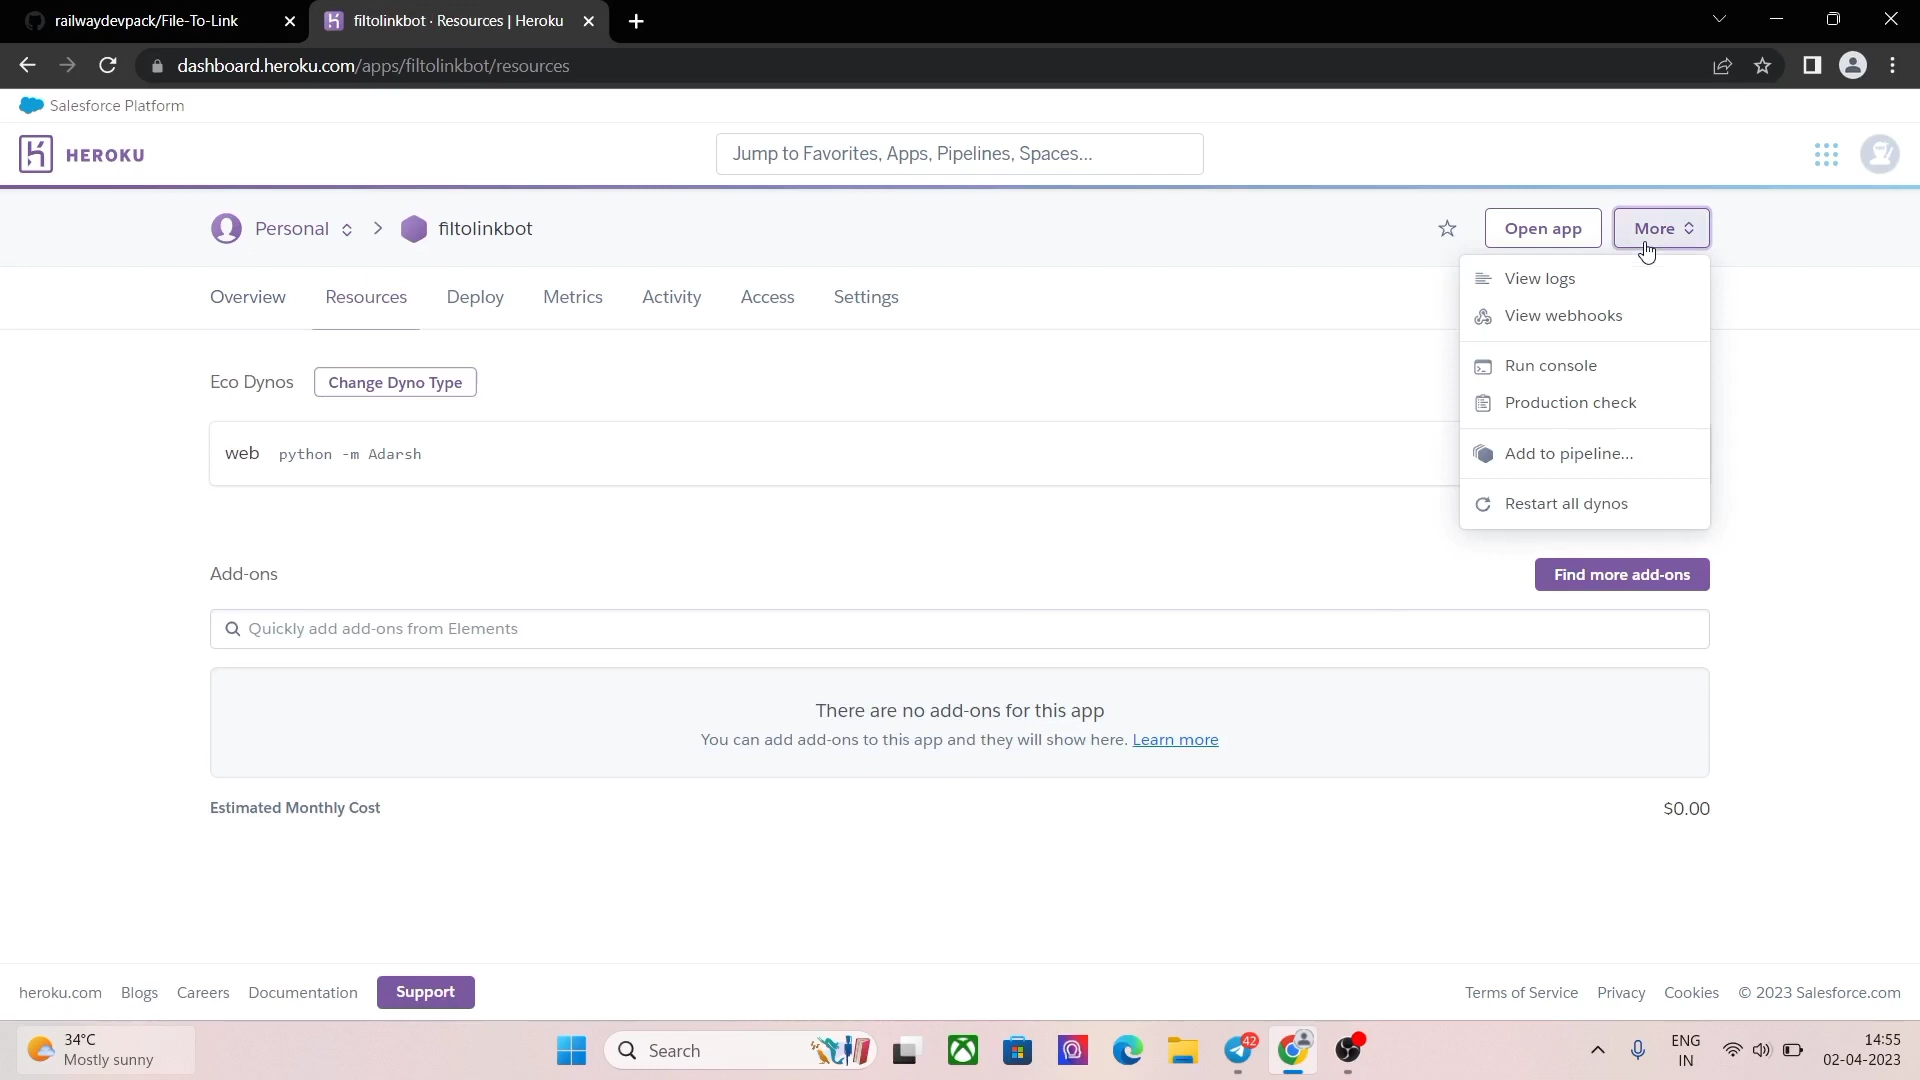 railwaydevpack/File-To-Link
filtolinkbot · Resources | Heroku
dashboard.heroku.com/apps/filtolinkbot/resources
Salesforce Platform
HEROKU
Jump to Favorites, Apps, Pipelines, Spaces...
Personal
filtolinkbot
Open app
More
View logs
View webhooks
Run console
Production check
Add to pipeline...
Restart all dynos
Overview
Resources
Deploy
Metrics
Activity
Access
Settings
Eco Dynos
Change Dyno Type
web python -m Adarsh
Add-ons
Find more add-ons
Quickly add add-ons from Elements
There are no add-ons for this app
You can add add-ons to this app and they will show here. Learn more
Estimated Monthly Cost
$0.00
heroku.com
Blogs
Careers
Documentation
Support
Terms of Service
Privacy
Cookies
© 2023 Salesforce.com
34°C
Mostly sunny
Search
42
ENG
IN
14:55
02-04-2023